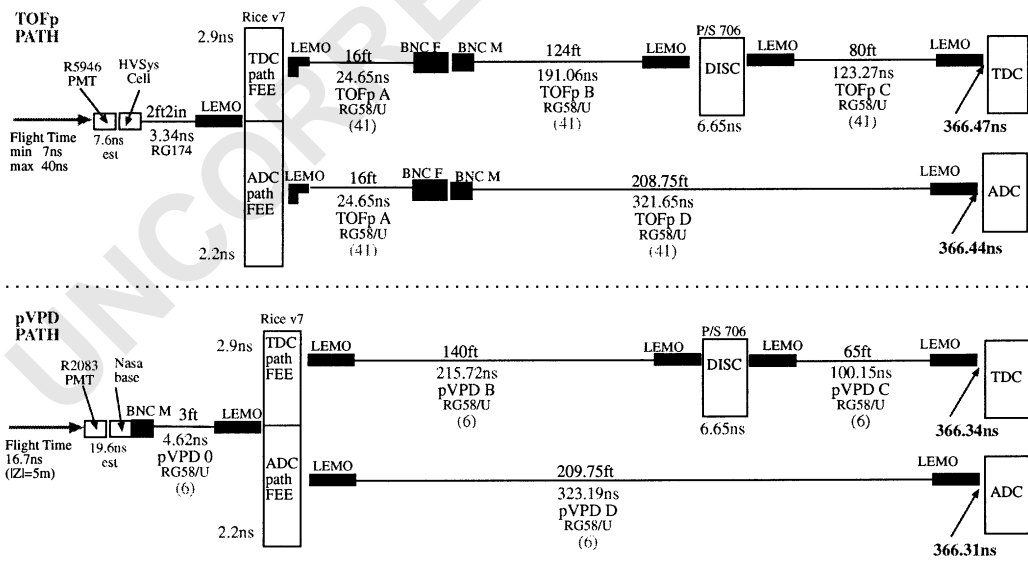 TOFp
PATH
Rice v7
2.9ns
TDC
path
FEE
ADC
path
FEE
2.2ns
R5946
PMT
HVSys
Cell
Flight Time
min 7ns
max 40ns
7.6ns
est
2ft2in
3.34ns
RG174
LEMO
LEMO
16ft
24.65ns
TOFp A
RG58/U
(41)
BNC F
BNC M
124ft
191.06ns
TOFp B
RG58/U
(41)
LEMO
P/S 706
DISC
6.65ns
LEMO
80ft
123.27ns
TOFp C
RG58/U
(41)
LEMO
TDC
366.47ns
LEMO
16ft
24.65ns
TOFp A
RG58/U
(41)
BNC F
BNC M
208.75ft
321.65ns
TOFp D
RG58/U
(41)
LEMO
ADC
366.44ns
pVPD
PATH
Rice v7
2.9ns
TDC
path
FEE
ADC
path
FEE
2.2ns
R2083
PMT
Nasa
base
Flight Time
16.7ns
(|Z|=5m)
19.6ns
est
BNC M
3ft
4.62ns
pVPD 0
RG58/U
(6)
LEMO
LEMO
140ft
215.72ns
pVPD B
RG58/U
(6)
LEMO
P/S 706
DISC
6.65ns
LEMO
65ft
100.15ns
pVPD C
RG58/U
(6)
LEMO
TDC
366.34ns
LEMO
209.75ft
323.19ns
pVPD D
RG58/U
(6)
LEMO
ADC
366.31ns
UNCORRE